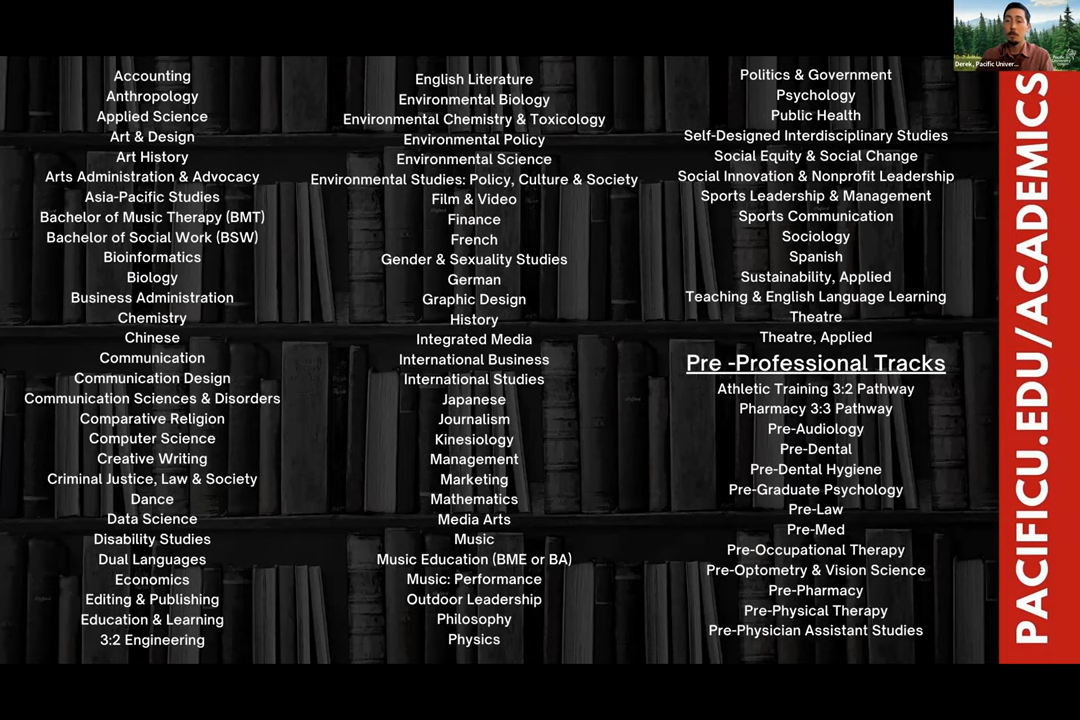 Accounting
Anthropology
Applied Science
Art & Design
Art History
Arts Administration & Advocacy
Asia-Pacific Studies
Bachelor of Music Therapy (BMT)
Bachelor of Social Work (BSW)
Bioinformatics
Biology
Business Administration
Chemistry
Chinese
Communication
Communication Design
Communication Sciences & Disorders
Comparative Religion
Computer Science
Creative Writing
Criminal Justice, Law & Society
Dance
Data Science
Disability Studies
Dual Languages
Economics
Editing & Publishing
Education & Learning
3:2 Engineering
English Literature
Environmental Biology
Environmental Chemistry & Toxicology
Environmental Policy
Environmental Science
Environmental Studies: Policy, Culture & Society
Film & Video
Finance
French
Gender & Sexuality Studies
German
Graphic Design
History
Integrated Media
International Business
International Studies
Japanese
Journalism
Kinesiology
Management
Marketing
Mathematics
Media Arts
Music
Music Education (BME or BA)
Music: Performance
Outdoor Leadership
Philosophy
Physics
Politics & Government
Psychology
Public Health
Self-Designed Interdisciplinary Studies
Social Equity & Social Change
Social Innovation & Nonprofit Leadership
Sports Leadership & Management
Sports Communication
Sociology
Spanish
Sustainability, Applied
Teaching & English Language Learning
Theatre
Theatre, Applied
Pre -Professional Tracks
Athletic Training 3:2 Pathway
Pharmacy 3:3 Pathway
Pre-Audiology
Pre-Dental
Pre-Dental Hygiene
Pre-Graduate Psychology
Pre-Law
Pre-Med
Pre-Occupational Therapy
Pre-Optometry & Vision Science
Pre-Pharmacy
Pre-Physical Therapy
Pre-Physician Assistant Studies
PACIFICU.EDU/ACADEMICS
Derek, Pacific Univer...